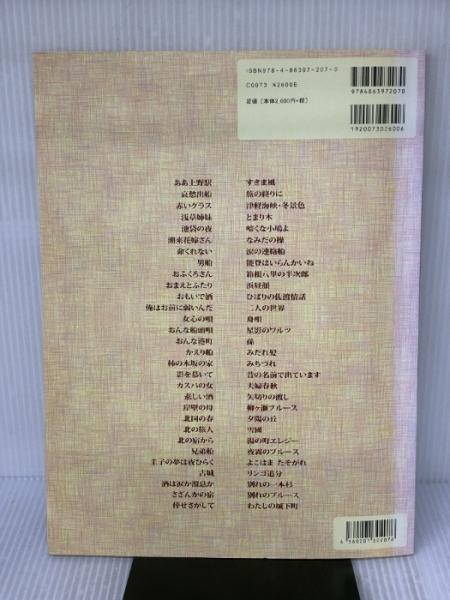 ISBN978-4-86397-207-0
C0073 ¥2600E
定価[本体2,600円+税]
9784863972070
1920073026006
ああ上野駅
哀愁出船
赤いグラス
浅草姉妹
池袋の夜
潮来花嫁さん
命くれない
男船
おふくろさん
おまえとふたり
おもいで酒
俺はお前に弱いんだ
女心の唄
おんな船頭唄
おんな港町
かえり船
柿の木坂の家
影を慕いて
カスバの女
悲しい酒
岸壁の母
北国の春
北の旅人
北の宿から
兄弟船
圭子の夢は夜ひらく
古城
酒は涙か溜息か
さざんかの宿
倖せさがして
すきま風
旅の終りに
津軽海峡・冬景色
とまり木
啼くな小鳩よ
なみだの操
涙の連絡船
能登はいらんかいね
箱根八里の半次郎
浜昼顔
ひばりの佐渡情話
二人の世界
舟唄
星影のワルツ
孫
みだれ髪
みちづれ
昔の名前で出ています
夫婦春秋
矢切りの渡し
柳ヶ瀬ブルース
夕陽の丘
雪國
湯の町エレジー
夜霧のブルース
よこはま たそがれ
リンゴ追分
別れの一本杉
別れのブルース
わたしの城下町